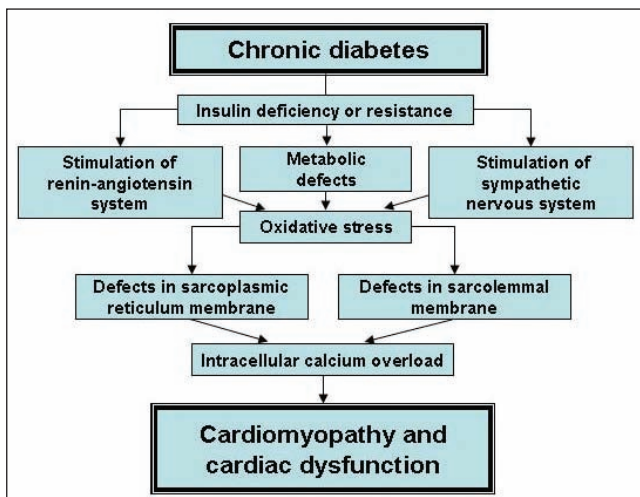 Chronic diabetes
Insulin deficiency or resistance
Stimulation of
renin-angiotensin
system
Metabolic
defects
Stimulation of
sympathetic
nervous system
Oxidative stress
Defects in sarcoplasmic
reticulum membrane
Defects in sarcolemmal
membrane
Intracellular calcium overload
Cardiomyopathy and
cardiac dysfunction